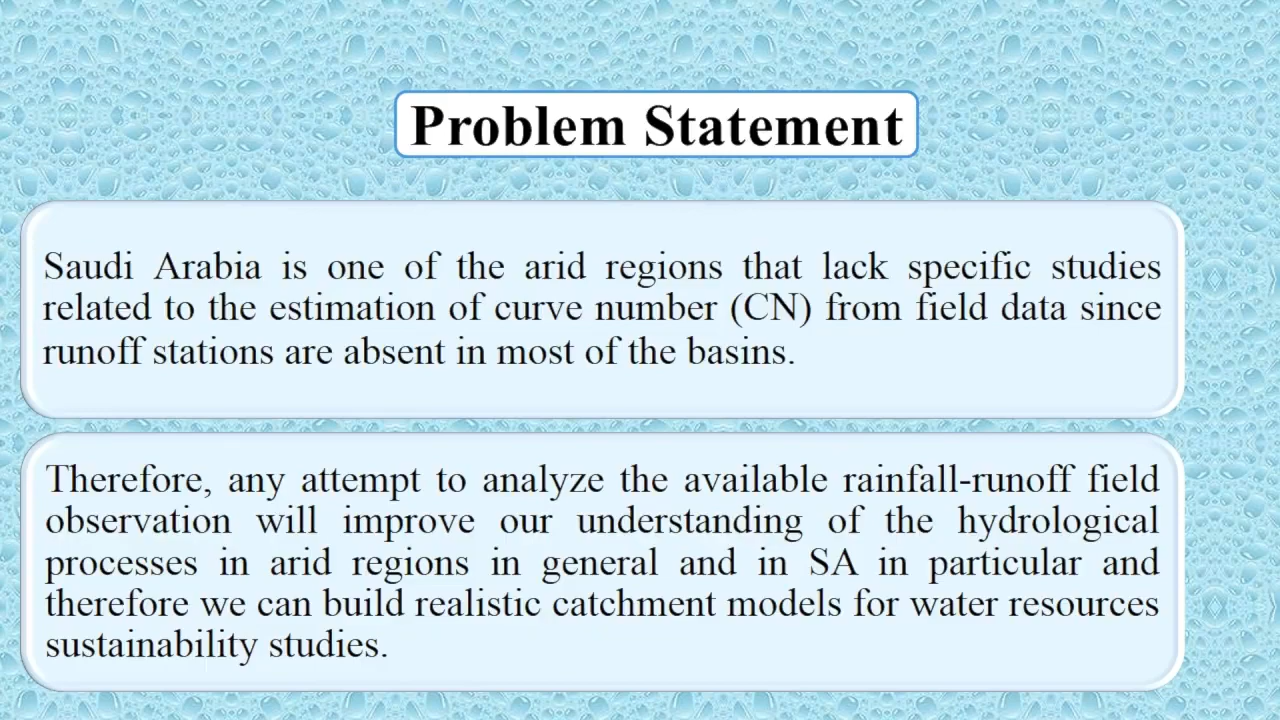 Problem Statement
Saudi Arabia is one of the arid regions that lack specific studies
related to the estimation of curve number (CN) from field data since
runoff stations are absent in most of the basins.
Therefore, any attempt to analyze the available rainfall-runoff field
observation will improve our understanding of the hydrological
processes in arid regions in general and in SA in particular and
therefore we can build realistic catchment models for water resources
sustainability studies.